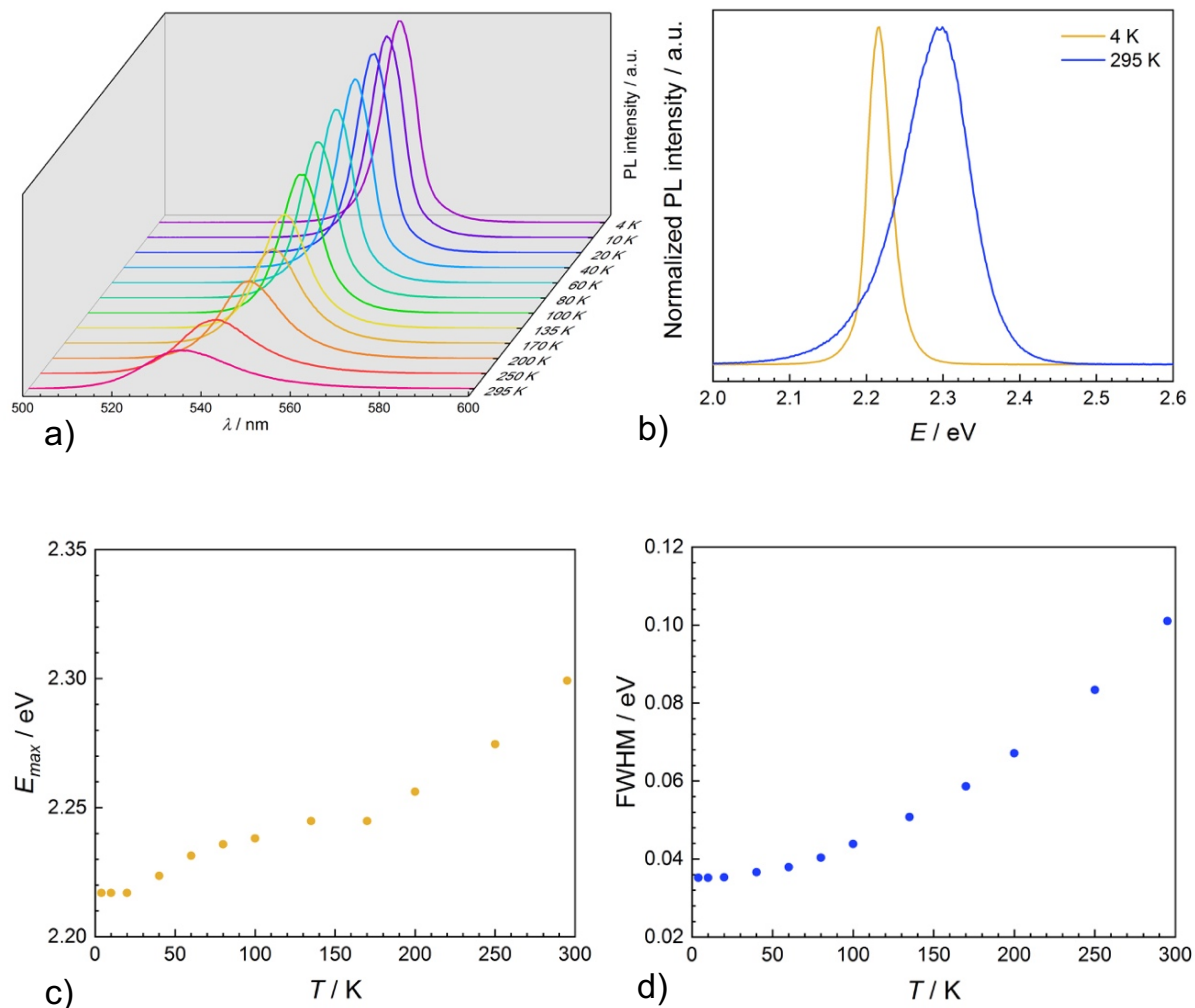 PL intensity / a.u.
4 K
10 K
20 K
40 K
60 K
80 K
100 K
135 K
170 K
200 K
250 K
295 K
500 520 540 560 580 600
λ / nm
a)
Normalized PL intensity / a.u.
4 K
295 K
2.0 2.1 2.2 2.3 2.4 2.5 2.6
E / eV
b)
2.35
2.30
2.25
2.20
E max / eV
0 50 100 150 200 250 300
T / K
c)
0.12
0.10
0.08
0.06
0.04
0.02
FWHM / eV
0 50 100 150 200 250 300
T / K
d)